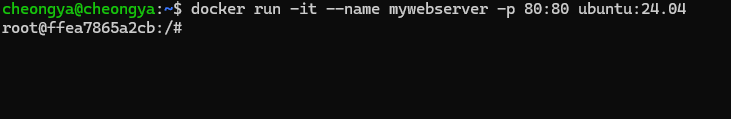 cheongya@cheongya:~$ docker run -it --name mywebserver -p 80:80 ubuntu:24.04
root@ffea7865a2cb:/#